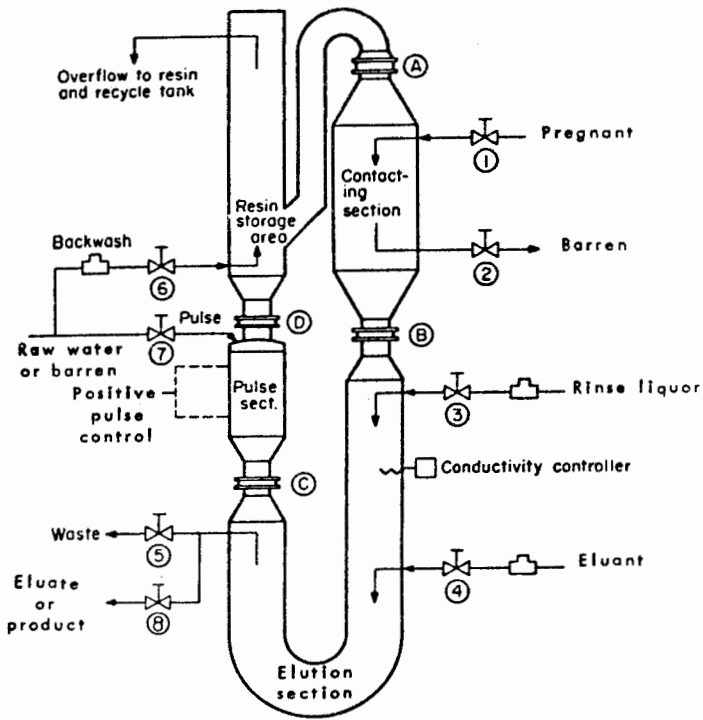 Overflow to resin
and recycle tank
A
Pregnant
1
Contact-
ing
section
Resin
storage
area
Backwash
6
Barren
2
D
Pulse
7
B
Raw water
or barren
Positive
pulse
control
Pulse
sect.
Rinse liquor
3
Conductivity controller
C
Waste
5
Eluant
4
Eluate
or
product
8
Elution
section